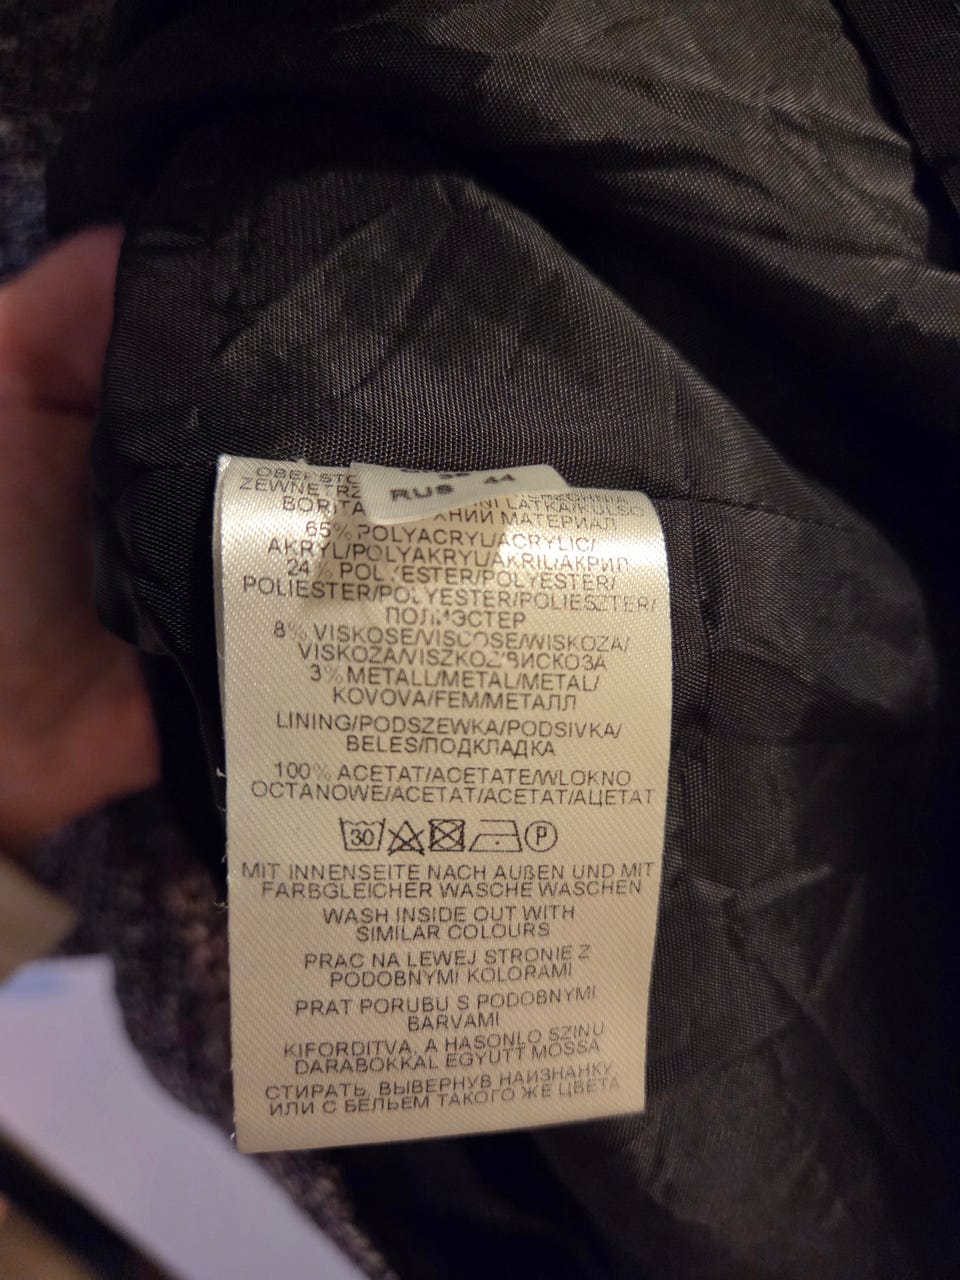 RUS 44
ZEWNETRZ
LATKA/KÜLSO
МАТЕРИАЛ
65% POLYACRYL/ACRYLIC/
AKRYL/POLYAKRYL/AKRIL/АКРИЛ
24% POLYESTER/POLYESTER/
POLIESTER/POLYESTER/POLIESZTER/
ПОЛИЭСТЕР
8% VISKOSE/VISCOSE/WISKOZA/
VISKOZA/VISZKOZ/ВИСКОЗА
3% METALL/METAL/METAL/
KOVOVA/FEM/МЕТАЛЛ
LINING/PODSZEWKA/PODSIVKA/
BELES/ПОДКЛАДКА
100% ACETAT/ACETATE/WLOKNO
OCTANOWE/ACETAT/ACETAT/АЦЕТАТ
30 P
MIT INNENSEITE NACH AUßEN UND MIT
FARBGLEICHER WASCHE WASCHEN
WASH INSIDE OUT WITH
SIMILAR COLOURS
PRAC NA LEWEJ STRONIE Z
PODOBNYMI KOLORAMI
PRAT PORUBU S PODOBNYMI
BARVAMI
KIFORDITVA, A HASONLO SZINU
DARABOKKAL EGYUTT MOSSA
СТИРАТЬ, ВЫВЕРНУВ НАИЗНАНКУ
ИЛИ С БЕЛЬЕМ ТАКОГО ЖЕ ЦВЕТА